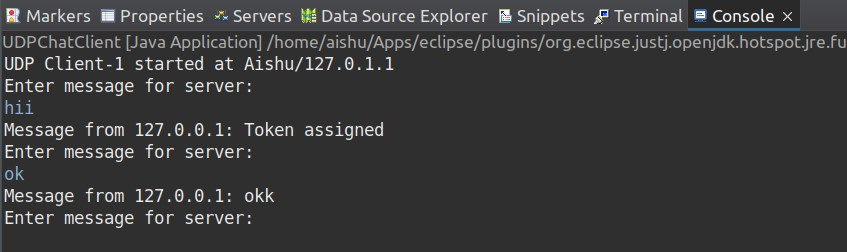 Markers Properties Servers Data Source Explorer Snippets Terminal Console
UDPChatClient [Java Application] /home/aishu/Apps/eclipse/plugins/org.eclipse.justj.openjdk.hotspot.jre.fu
UDP Client-1 started at Aishu/127.0.1.1
Enter message for server:
hii
Message from 127.0.0.1: Token assigned
Enter message for server:
ok
Message from 127.0.0.1: okk
Enter message for server: